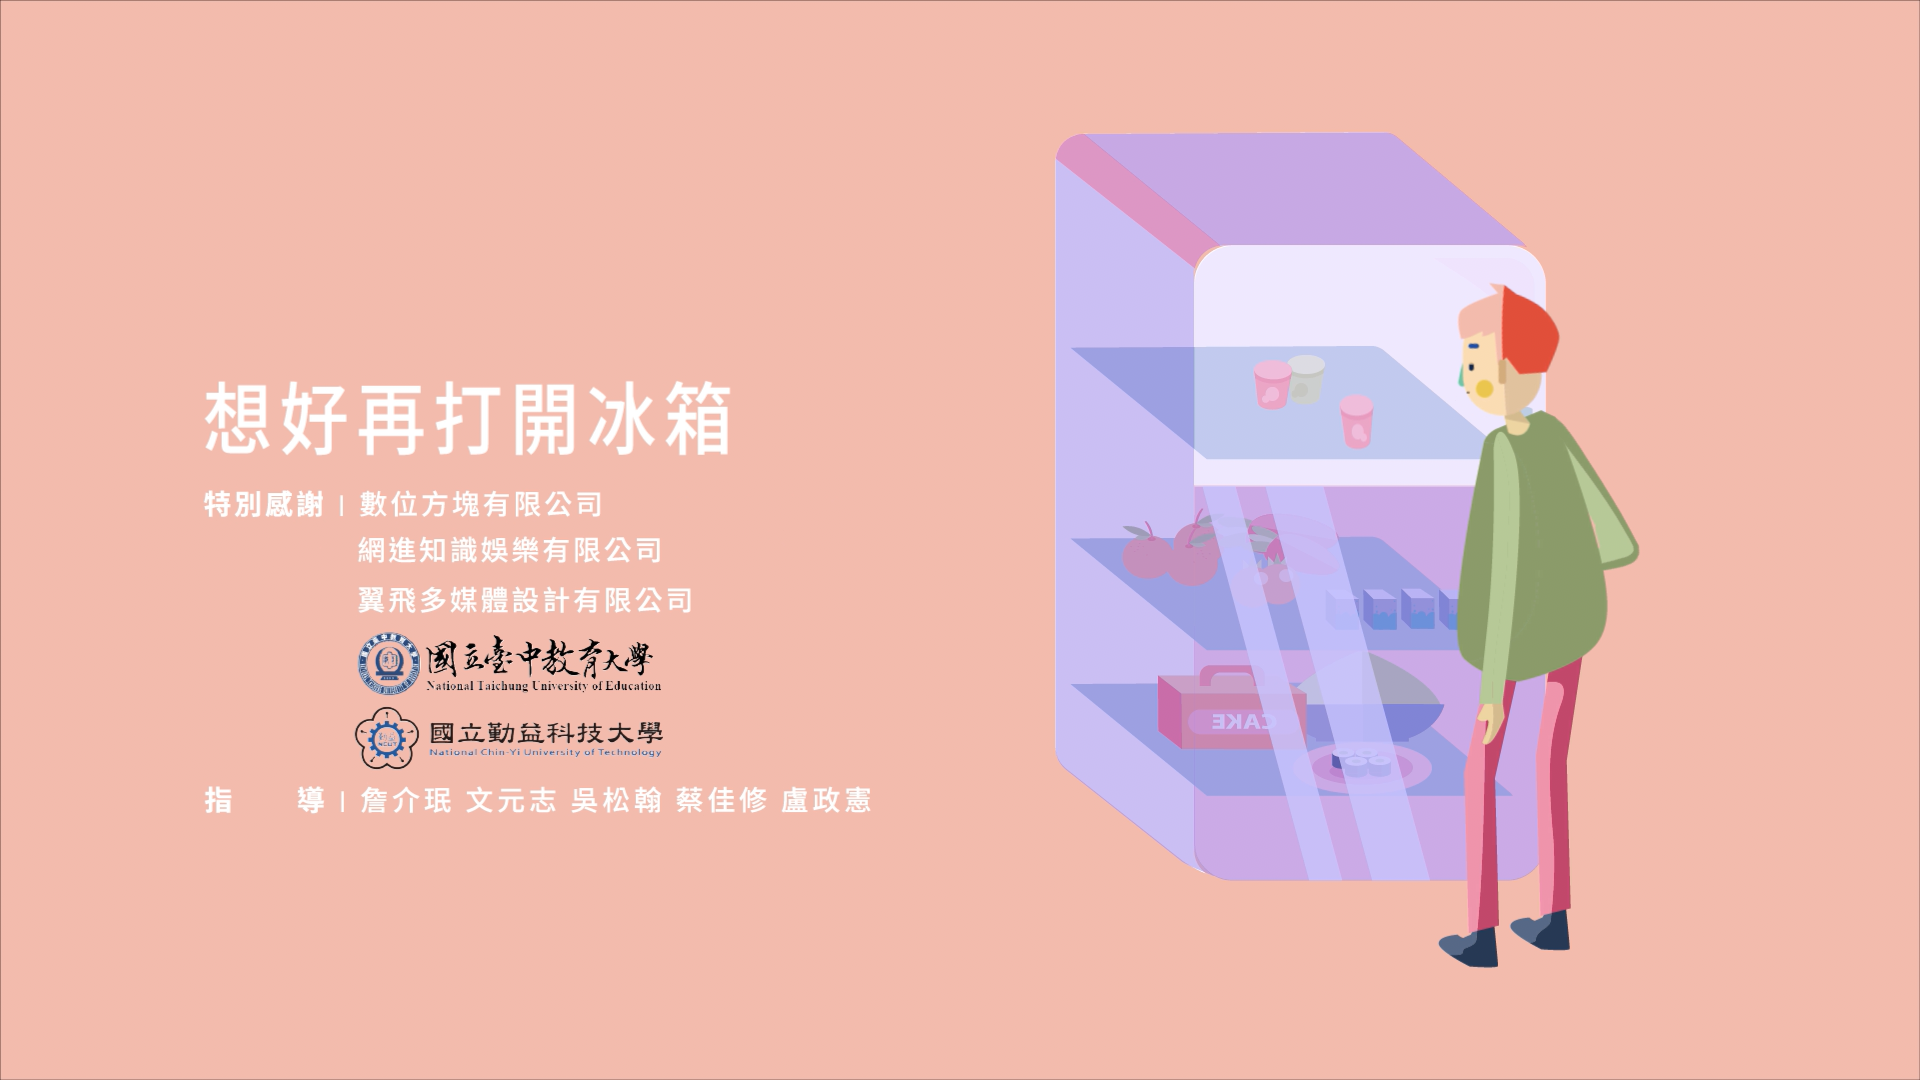 想好再打開冰箱
特別感謝 | 數位方塊有限公司
網進知識娛樂有限公司
翼飛多媒體設計有限公司
國立臺中教育大學
National Taichung University of Education
國立勤益科技大學
National Chin-Yi University of Technology
指 導 | 詹介珉 文元志 吳松翰 蔡佳修 盧政憲
CAKE